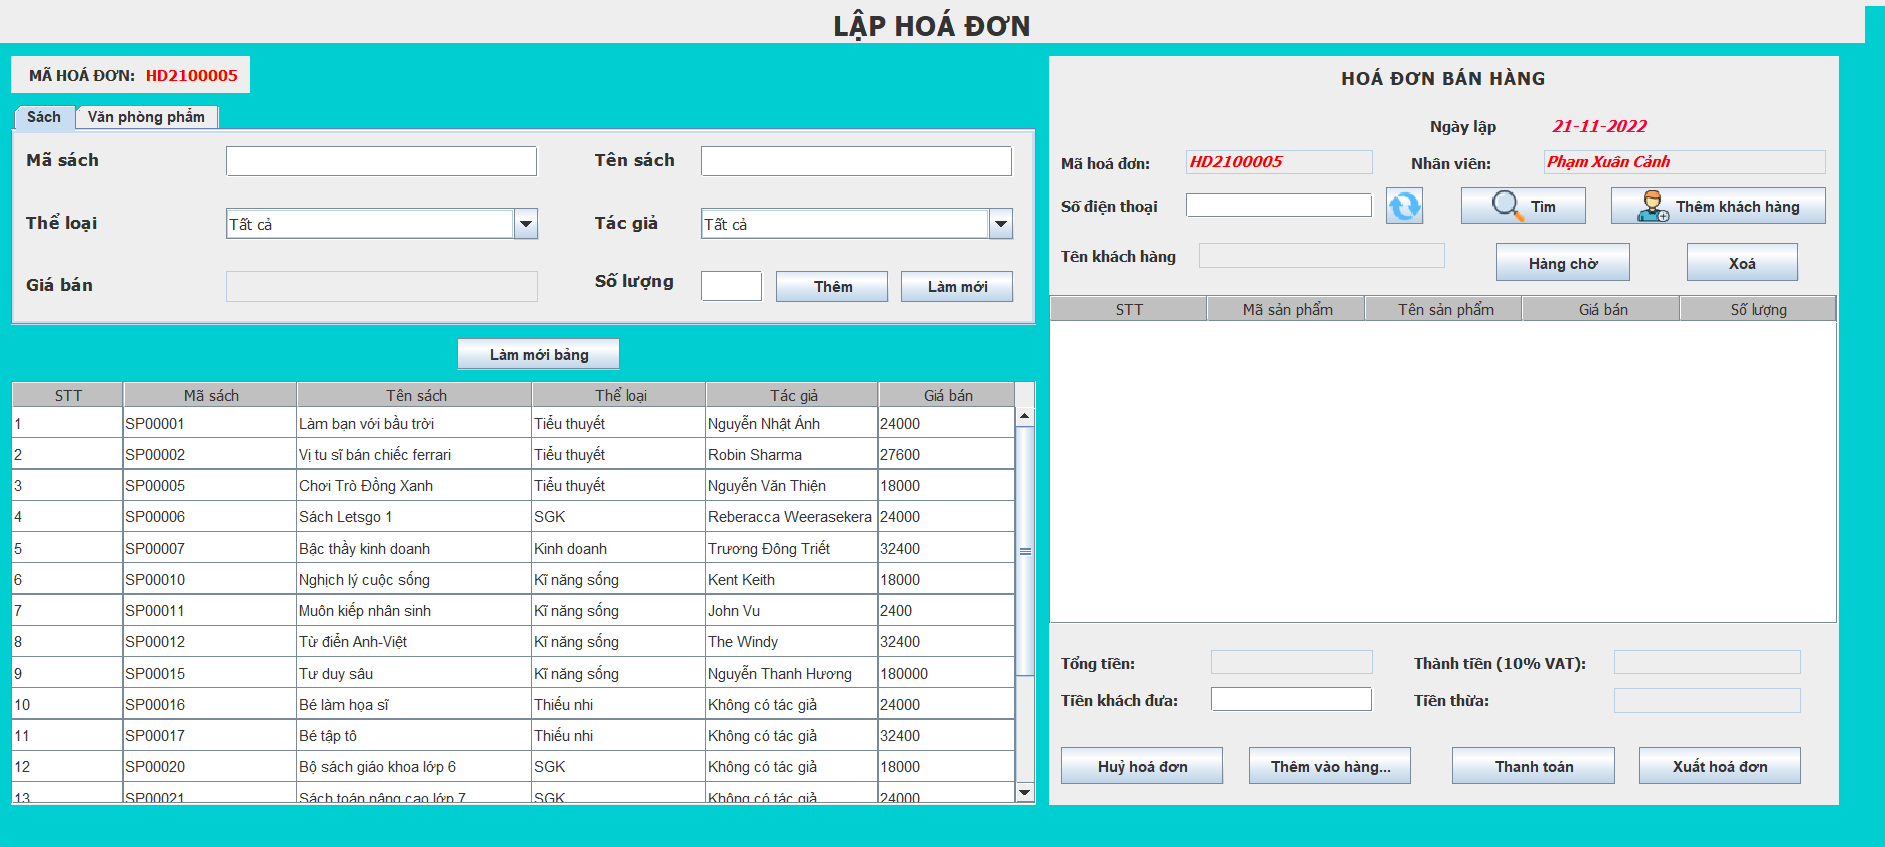 LẬP HOÁ ĐƠN
MÃ HOÁ ĐƠN: HD2100005
Sách Văn phòng phẩm
Mã sách Tên sách
Thể loại Tất cả Tác giả Tất cả
Giá bán Số lượng Thêm Làm mới
Làm mới bảng
STT Mã sách Tên sách Thể loại Tác giả Giá bán
1 SP00001 Làm bạn với bầu trời Tiểu thuyết Nguyễn Nhật Ánh 24000
2 SP00002 Vị tu sĩ bán chiếc ferrari Tiểu thuyết Robin Sharma 27600
3 SP00005 Chơi Trò Đồng Xanh Tiểu thuyết Nguyễn Văn Thiện 18000
4 SP00006 Sách Letsgo 1 SGK Reberacca Weerasekera 24000
5 SP00007 Bậc thầy kinh doanh Kinh doanh Trương Đông Triết 32400
6 SP00010 Nghịch lý cuộc sống Kĩ năng sống Kent Keith 18000
7 SP00011 Muôn kiếp nhân sinh Kĩ năng sống John Vu 2400
8 SP00012 Từ điển Anh-Việt Kĩ năng sống The Windy 32400
9 SP00015 Tư duy sâu Kĩ năng sống Nguyễn Thanh Hương 180000
10 SP00016 Bé làm họa sĩ Thiếu nhi Không có tác giả 24000
11 SP00017 Bé tập tô Thiếu nhi Không có tác giả 32400
12 SP00020 Bộ sách giáo khoa lớp 6 SGK Không có tác giả 18000
13 SP00021 Sách toán nâng cao lớp 7 SGK Không có tác giả 24000
HOÁ ĐƠN BÁN HÀNG
Ngày lập 21-11-2022
Mã hoá đơn: HD2100005 Nhân viên: Phạm Xuân Cảnh
Số điện thoại Tìm Thêm khách hàng
Tên khách hàng Hàng chờ Xoá
STT Mã sản phẩm Tên sản phẩm Giá bán Số lượng
Tổng tiền: Thành tiền (10% VAT):
Tiền khách đưa: Tiền thừa:
Huỷ hoá đơn Thêm vào hàng... Thanh toán Xuất hoá đơn